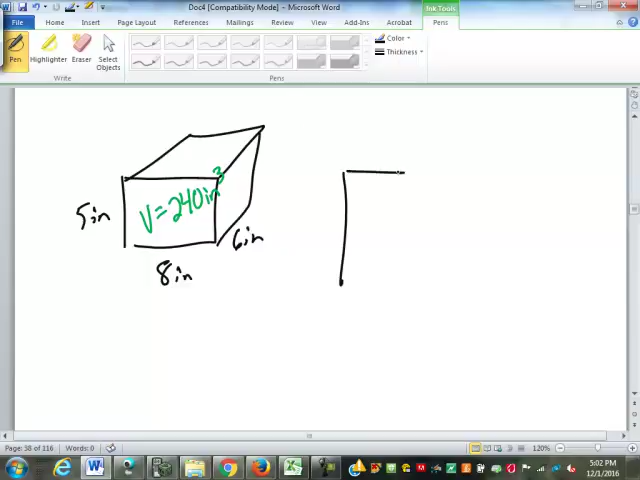 Doc4 [Compatibility Mode] - Microsoft Word
Ink Tools
File Home Insert Page Layout References Mailings Review View Add-Ins Acrobat Pens
Pen Highlighter Eraser Select Objects
Color
Thickness
Write Pens
5in
V=240in³
6in
8in
Page: 38 of 116 Words: 0 120%
5:02 PM
12/1/2016